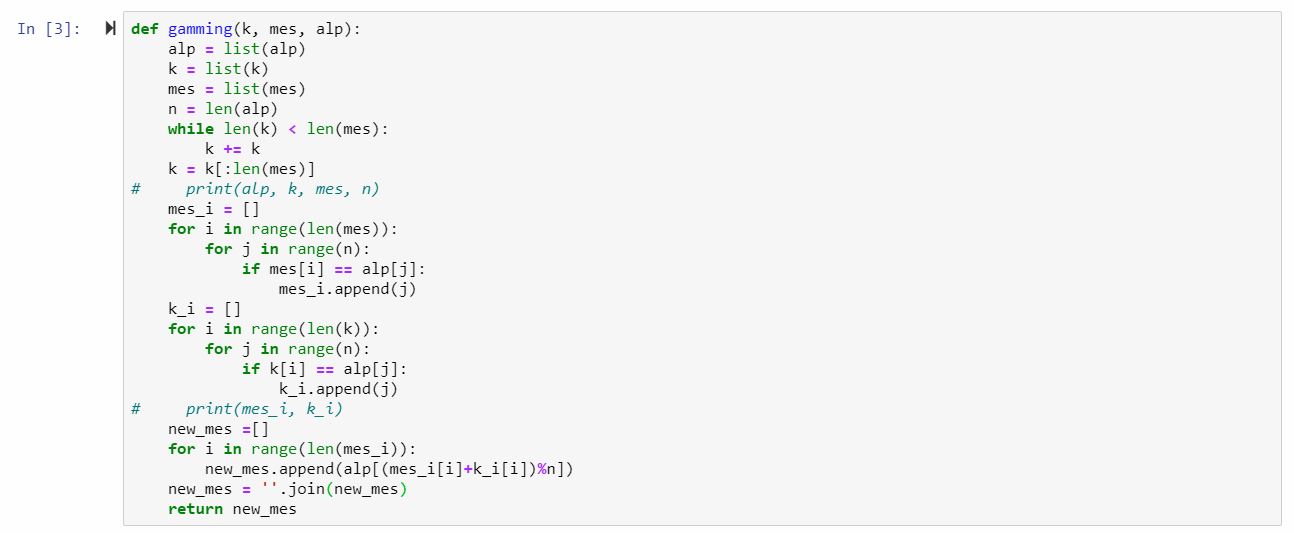 In [3]:
def gamming(k, mes, alp):
    alp = list(alp)
    k = list(k)
    mes = list(mes)
    n = len(alp)
    while len(k) < len(mes):
        k += k
    k = k[:len(mes)]
#     print(alp, k, mes, n)
    mes_i = []
    for i in range(len(mes)):
        for j in range(n):
            if mes[i] == alp[j]:
                mes_i.append(j)
    k_i = []
    for i in range(len(k)):
        for j in range(n):
            if k[i] == alp[j]:
                k_i.append(j)
#     print(mes_i, k_i)
    new_mes =[]
    for i in range(len(mes_i)):
        new_mes.append(alp[(mes_i[i]+k_i[i])%n])
    new_mes = ''.join(new_mes)
    return new_mes